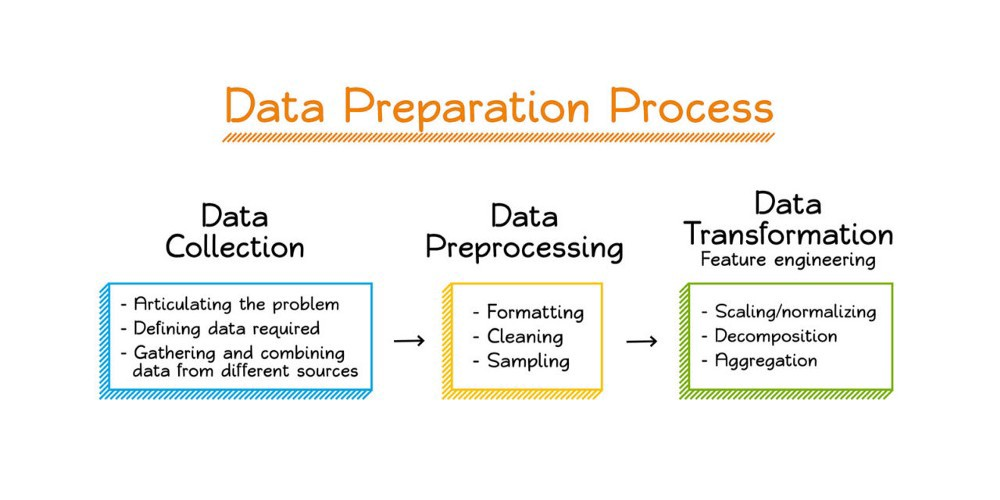 Data Preparation Process
Data
Collection
- Articulating the problem
- Defining data required
- Gathering and combining
data from different sources
Data
Preprocessing
- Formatting
- Cleaning
- Sampling
Data
Transformation
Feature engineering
- Scaling/normalizing
- Decomposition
- Aggregation